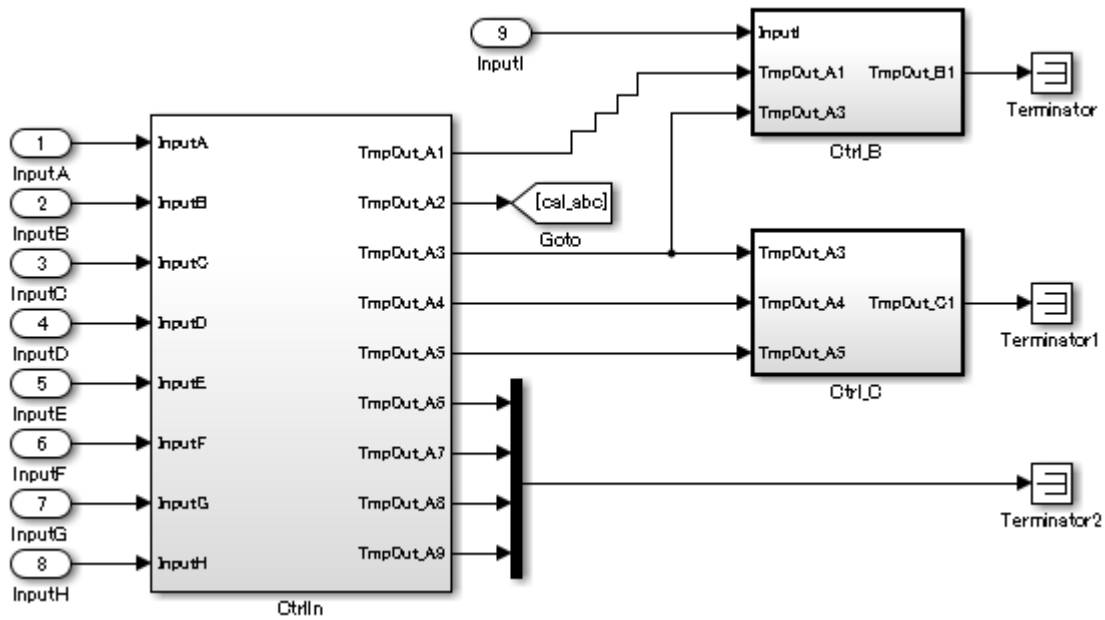 9
InputI
InputI
TmpOut_A1
TmpOut_B1
TmpOut_A3
Ctrl_B
Terminator
1
InputA
2
InputB
3
InputC
4
InputD
5
InputE
6
InputF
7
InputG
8
InputH
InputA
InputB
InputC
InputD
InputE
InputF
InputG
InputH
TmpOut_A1
TmpOut_A2
TmpOut_A3
TmpOut_A4
TmpOut_A5
TmpOut_A6
TmpOut_A7
TmpOut_A8
TmpOut_A9
CtrlIn
[cal_abc]
Goto
TmpOut_A3
TmpOut_A4
TmpOut_C1
TmpOut_A5
Ctrl_C
Terminator1
Terminator2